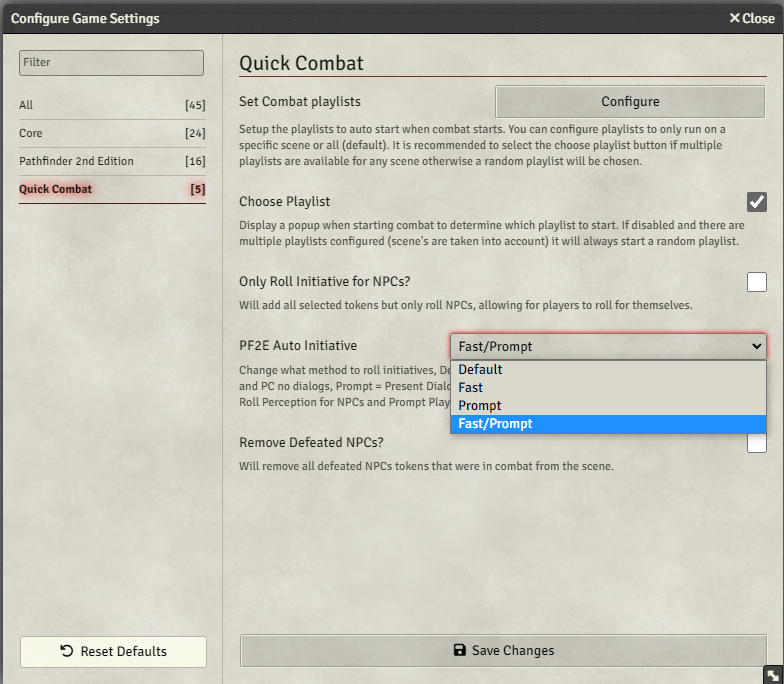 Configure Game Settings
Close
Filter
All [45]
Core [24]
Pathfinder 2nd Edition [16]
Quick Combat [5]
Reset Defaults
Quick Combat
Set Combat playlists
Configure
Setup the playlists to auto start when combat starts. You can configure playlists to only run on a
specific scene or all (default). It is recommended to select the choose playlist button if multiple
playlists are available for any scene otherwise a random playlist will be chosen.
Choose Playlist
Display a popup when starting combat to determine which playlist to start. If disabled and there are
multiple playlists configured (scene's are taken into account) it will always start a random playlist.
Only Roll Initiative for NPCs?
Will add all selected tokens but only roll NPCs, allowing for players to roll for themselves.
PF2E Auto Initiative
Fast/Prompt
Change what method to roll initiatives,
and PC no dialogs, Prompt = Present
Roll Perception for NPCs and Prompt
Default
Fast
Prompt
Fast/Prompt
Remove Defeated NPCs?
Will remove all defeated NPCs tokens that were in combat from the scene.
Save Changes